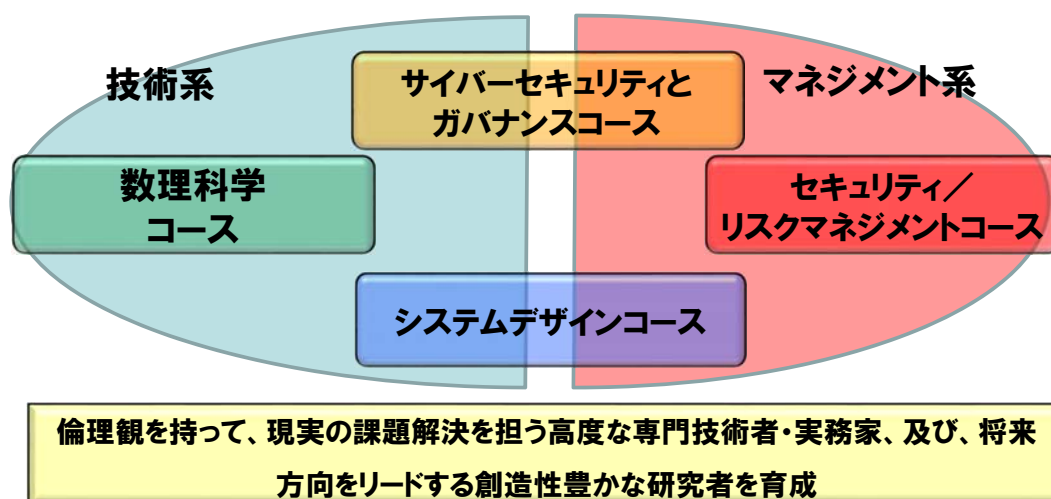 技術系
サイバーセキュリティと
ガバナンスコース
マネジメント系
数理科学
コース
セキュリティ／
リスクマネジメントコース
システムデザインコース
倫理観を持って、現実の課題解決を担う高度な専門技術者・実務家、及び、将来
方向をリードする創造性豊かな研究者を育成